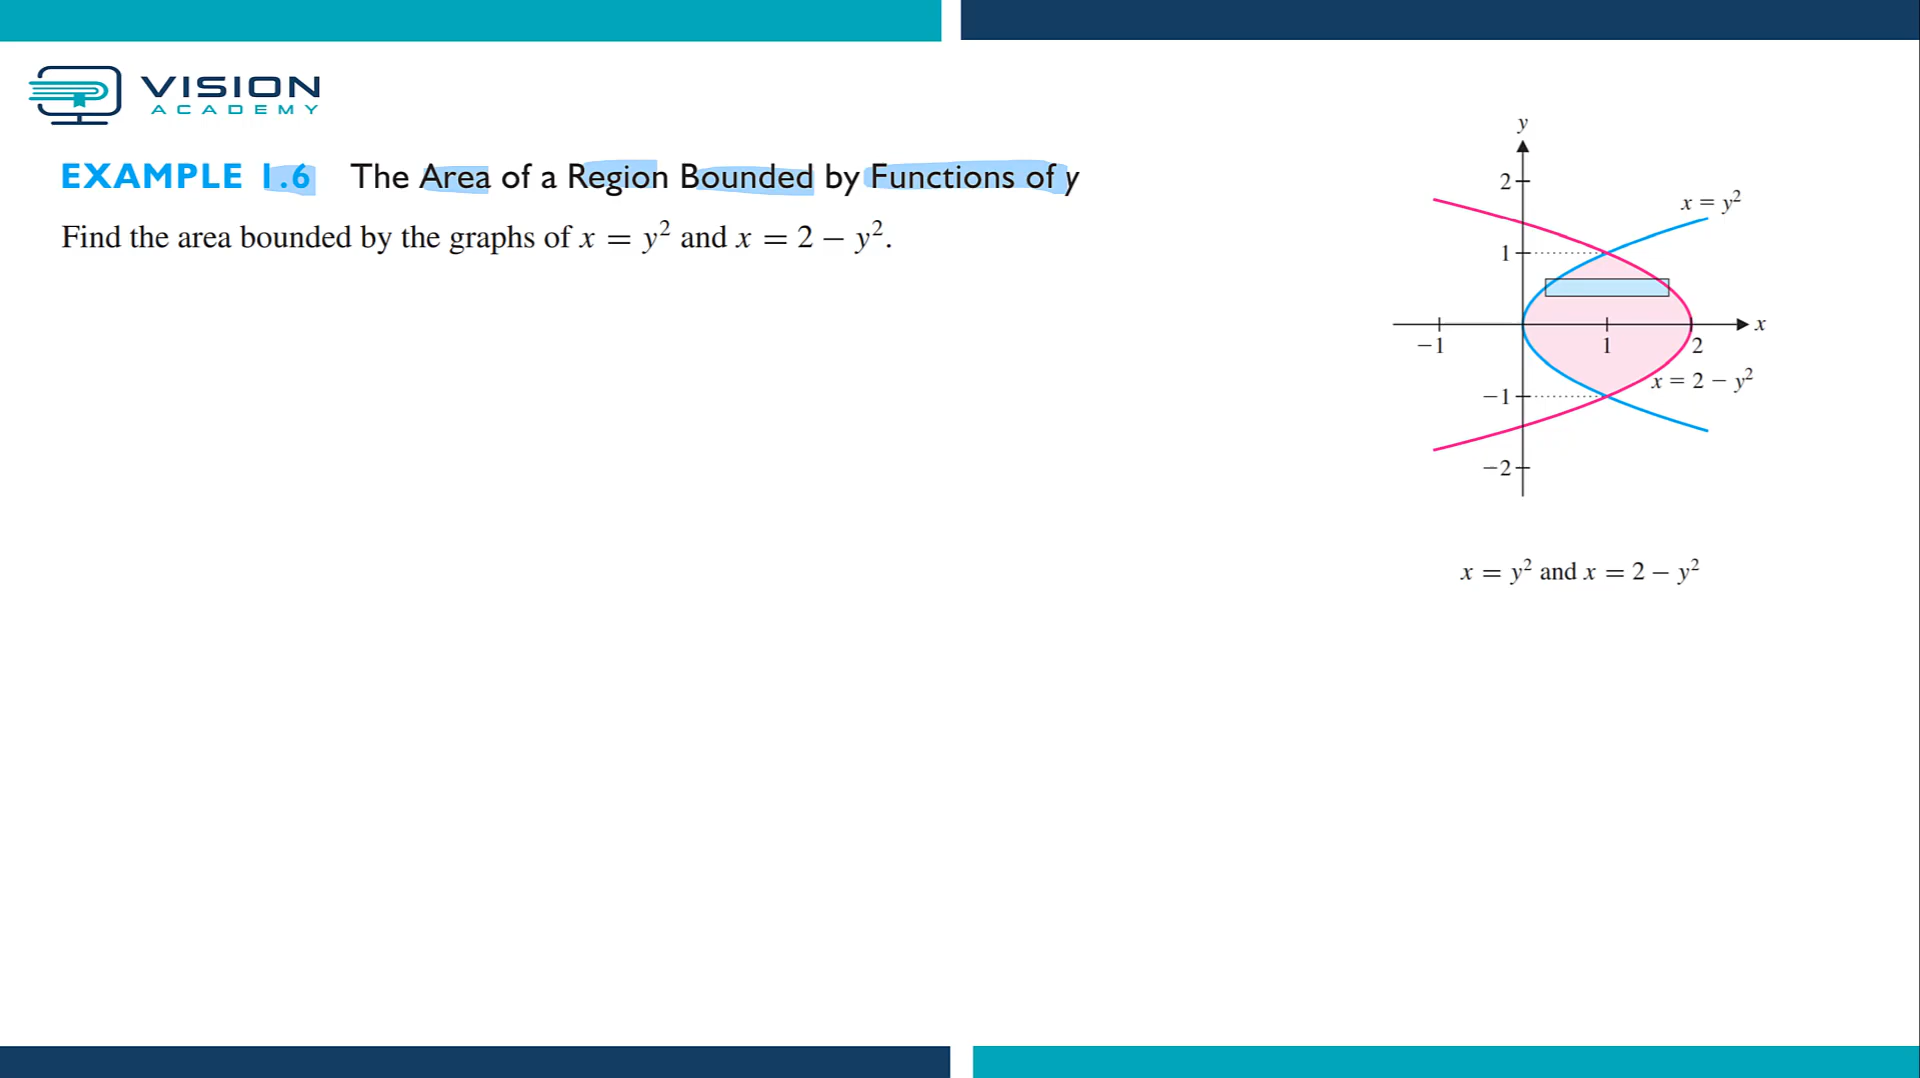 VISION
ACADEMY
EXAMPLE 1.6 The Area of a Region Bounded by Functions of y
Find the area bounded by the graphs of x = y² and x = 2 − y².
y
2
x = y²
1
x
−1
1
2
x = 2 − y²
−1
−2
x = y² and x = 2 − y²